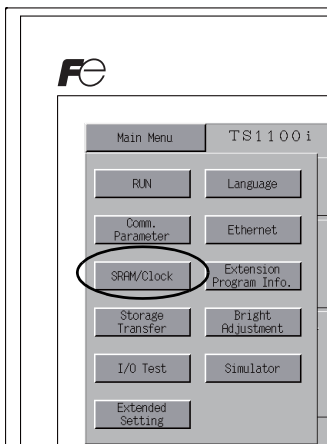 Fe
Main Menu
TS1100i
RUN
Language
Comm.
Parameter
Ethernet
SRAM/Clock
Extension
Program Info.
Storage
Transfer
Bright
Adjustment
I/O Test
Simulator
Extended
Setting